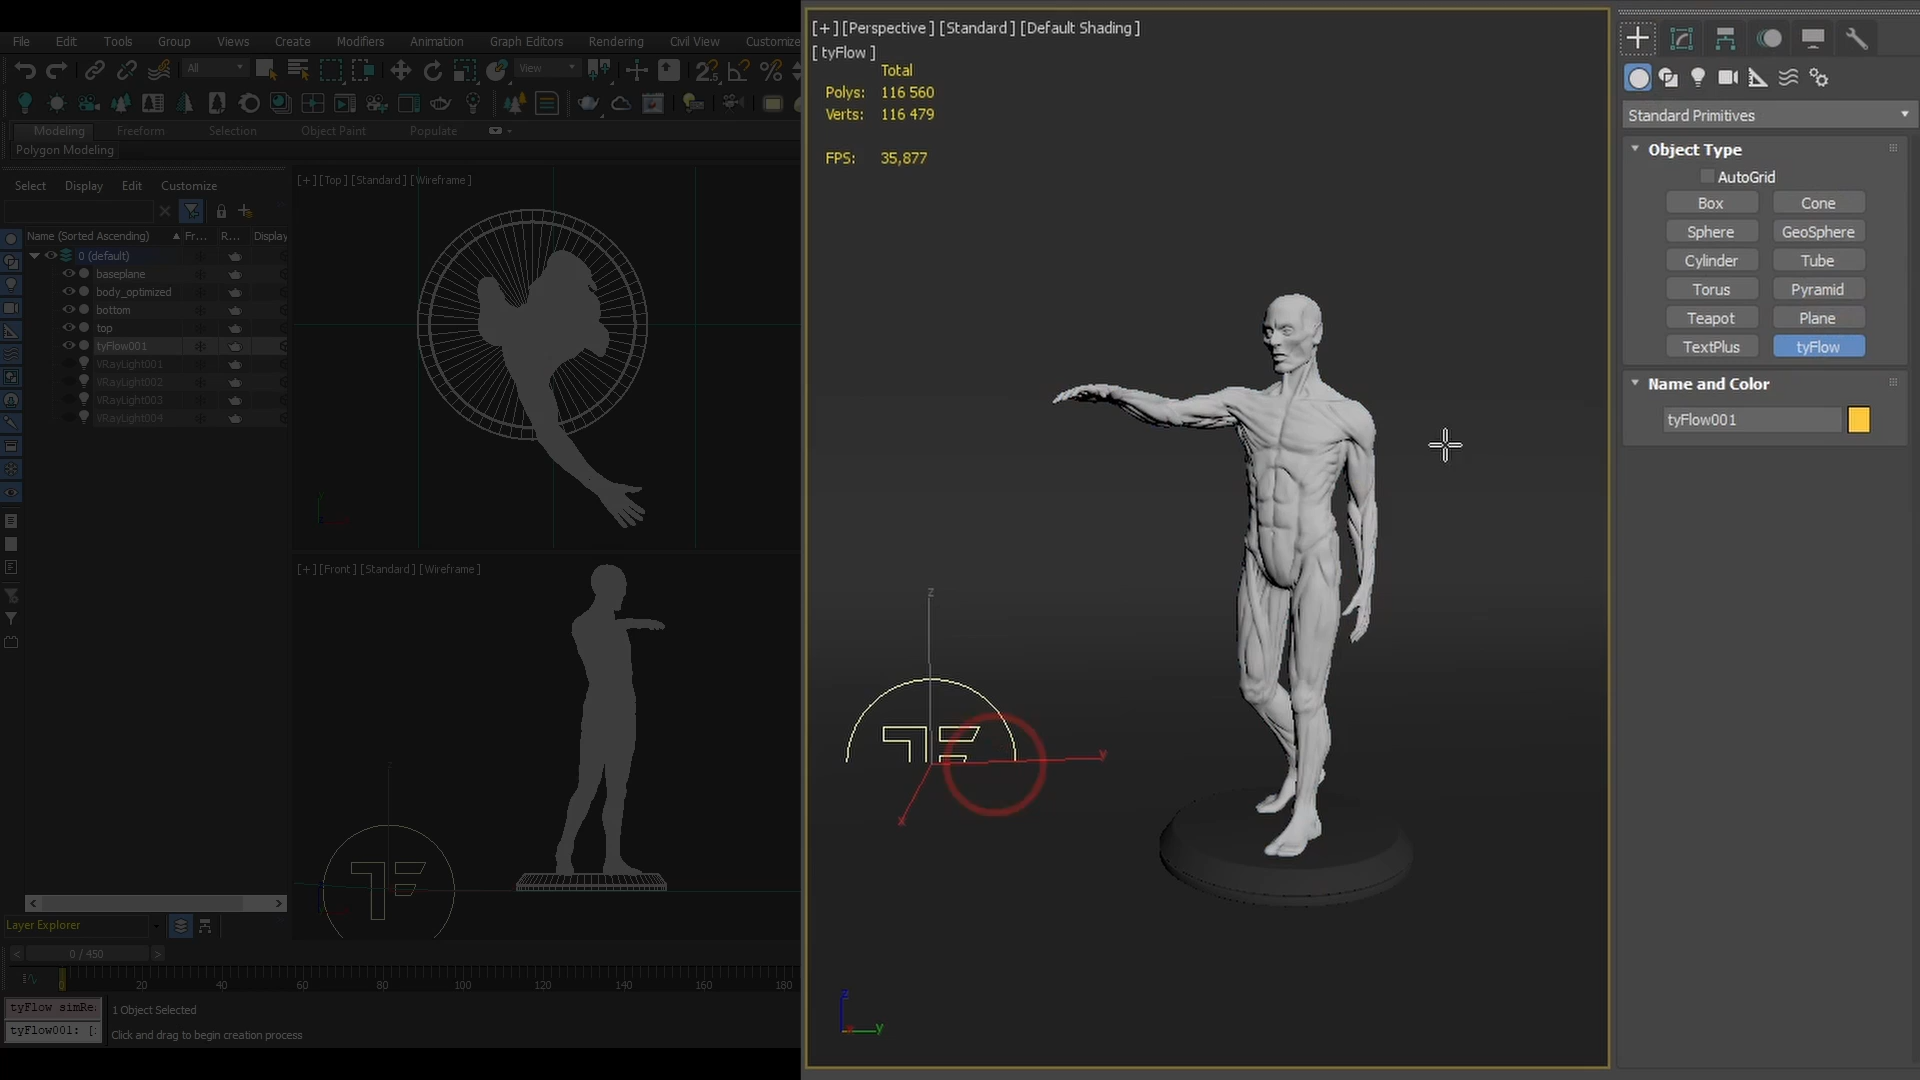 File Edit Tools Group Views Create Modifiers Animation Graph Editors Rendering Civil View Customize
All
View
Modeling Freeform Selection Object Paint Populate
Polygon Modeling
Select Display Edit Customize
Name (Sorted Ascending) ▲ Fr... R... Display
0 (default)
baseplane
body_optimized
bottom
top
tyFlow001
VRayLight001
VRayLight002
VRayLight003
VRayLight004
Layer Explorer
0 / 450
0 20 40 60 80 100 120 140 160 180
tyFlow simRe
tyFlow001: [
1 Object Selected
Click and drag to begin creation process
[+] [Top ] [Standard ] [Wireframe ]
[+] [Front ] [Standard ] [Wireframe ]
[+] [Perspective ] [Standard ] [Default Shading ]
[ tyFlow ]
Total
Polys: 116 560
Verts: 116 479
FPS: 35,877
z
y
x
z
x
y
Standard Primitives
Object Type
AutoGrid
Box Cone
Sphere GeoSphere
Cylinder Tube
Torus Pyramid
Teapot Plane
TextPlus tyFlow
Name and Color
tyFlow001